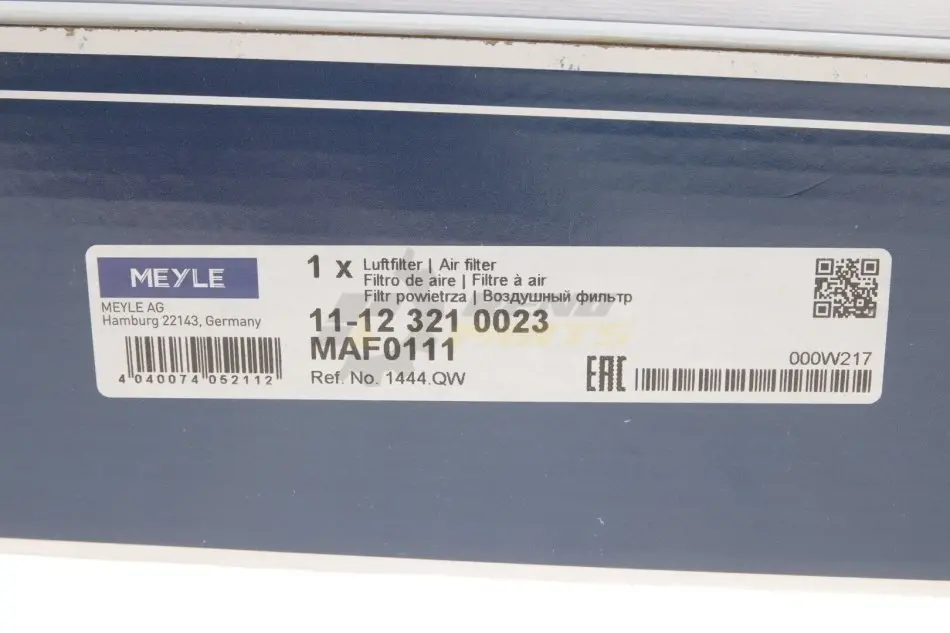 MEYLE
MEYLE AG
Hamburg 22143, Germany
4 040074 052112
1 x Luftfilter | Air filter
Filtro de aire | Filtre à air
Filtr powietrza | Воздушный фильтр
11-12 321 0023
MAF0111
Ref. No. 1444.QW
EAC
000W217
PARTS